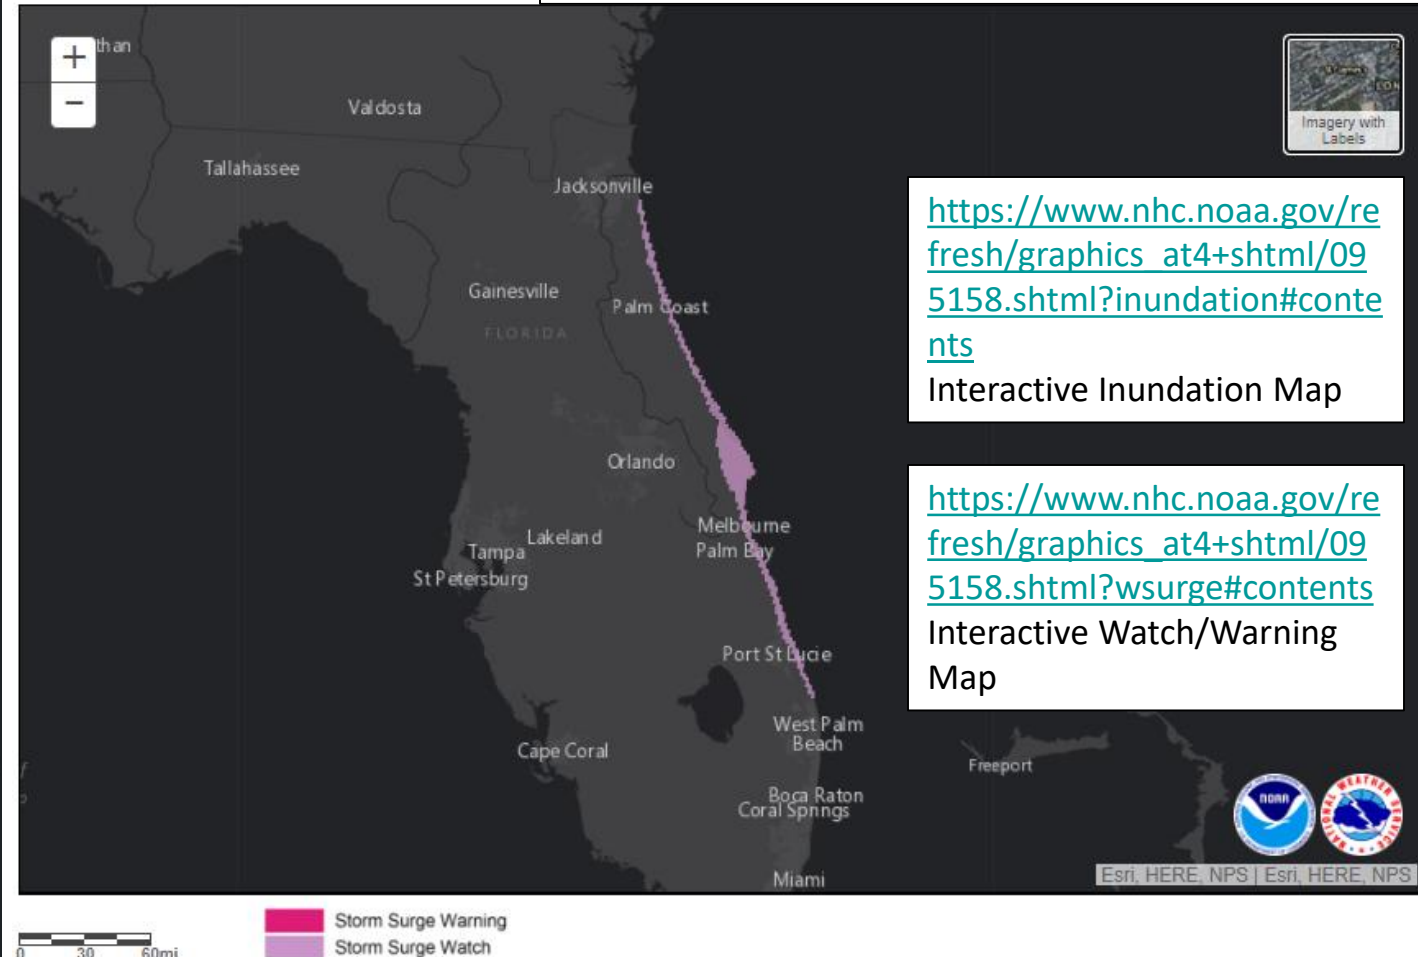 than
+
−
Valdosta
Tallahassee
Jacksonville
Imagery with
Labels
https://www.nhc.noaa.gov/re
fresh/graphics_at4+shtml/09
5158.shtml?inundation#conte
nts
Interactive Inundation Map
Gainesville
Palm Coast
FLORIDA
Orlando
https://www.nhc.noaa.gov/re
fresh/graphics_at4+shtml/09
5158.shtml?wsurge#contents
Interactive Watch/Warning
Map
Melbourne
Palm Bay
Lakeland
Tampa
St Petersburg
Port St Lucie
West Palm
Beach
Cape Coral
Freeport
Boca Raton
Coral Springs
Miami
NOAA
NATIONAL WEATHER SERVICE
Esri, HERE, NPS | Esri, HERE, NPS
Storm Surge Warning
Storm Surge Watch
0 30 60mi